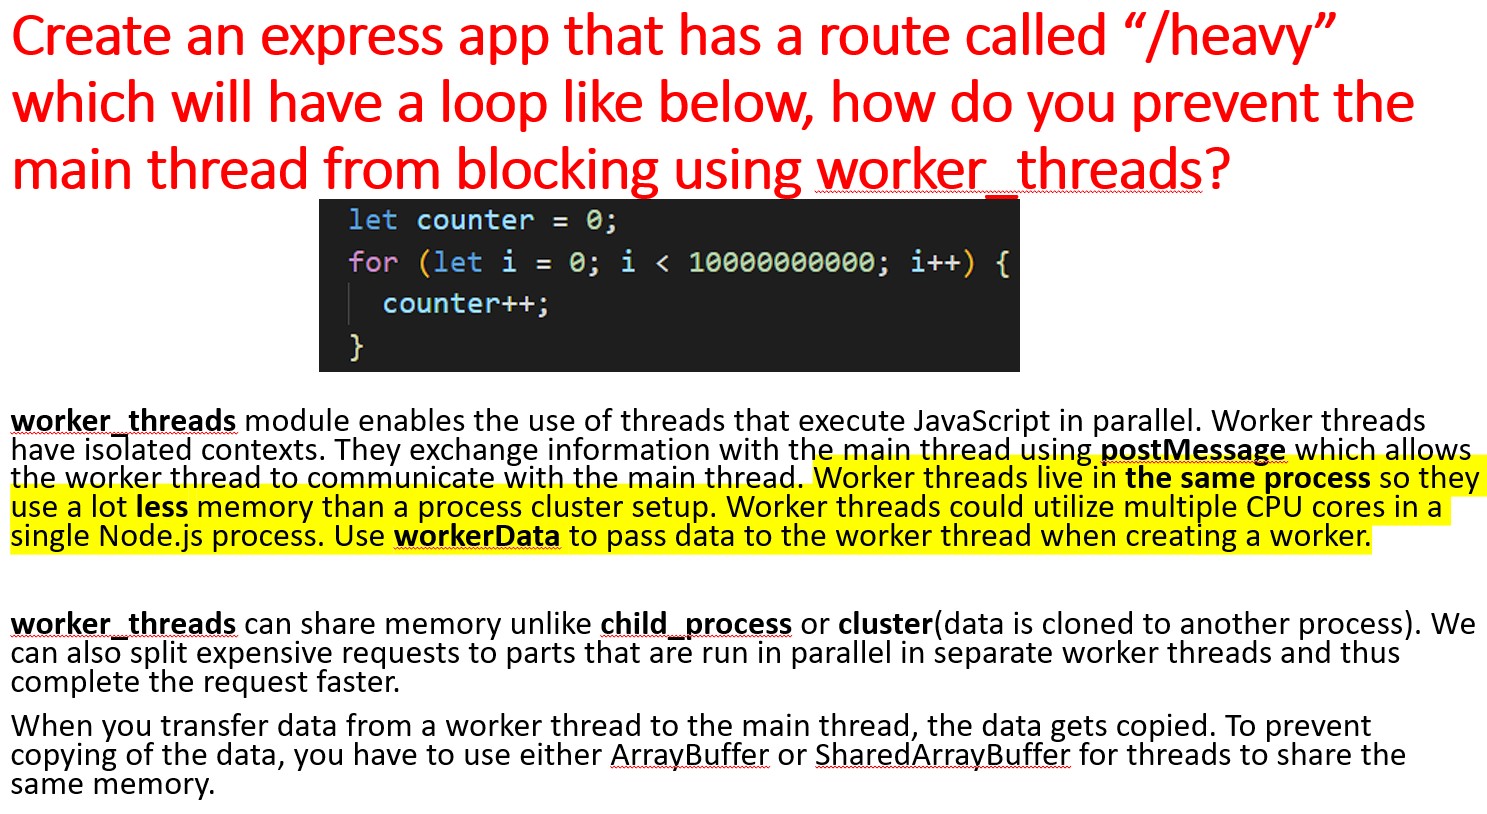 Create an express app that has a route called “/heavy”
which will have a loop like below, how do you prevent the
main thread from blocking using worker_threads?
let counter = 0;
for (let i = 0; i < 10000000000; i++) {
counter++;
}
worker_threads module enables the use of threads that execute JavaScript in parallel. Worker threads
have isolated contexts. They exchange information with the main thread using postMessage which allows
the worker thread to communicate with the main thread. Worker threads live in the same process so they
use a lot less memory than a process cluster setup. Worker threads could utilize multiple CPU cores in a
single Node.js process. Use workerData to pass data to the worker thread when creating a worker.
worker_threads can share memory unlike child_process or cluster(data is cloned to another process). We
can also split expensive requests to parts that are run in parallel in separate worker threads and thus
complete the request faster.
When you transfer data from a worker thread to the main thread, the data gets copied. To prevent
copying of the data, you have to use either ArrayBuffer or SharedArrayBuffer for threads to share the
same memory.